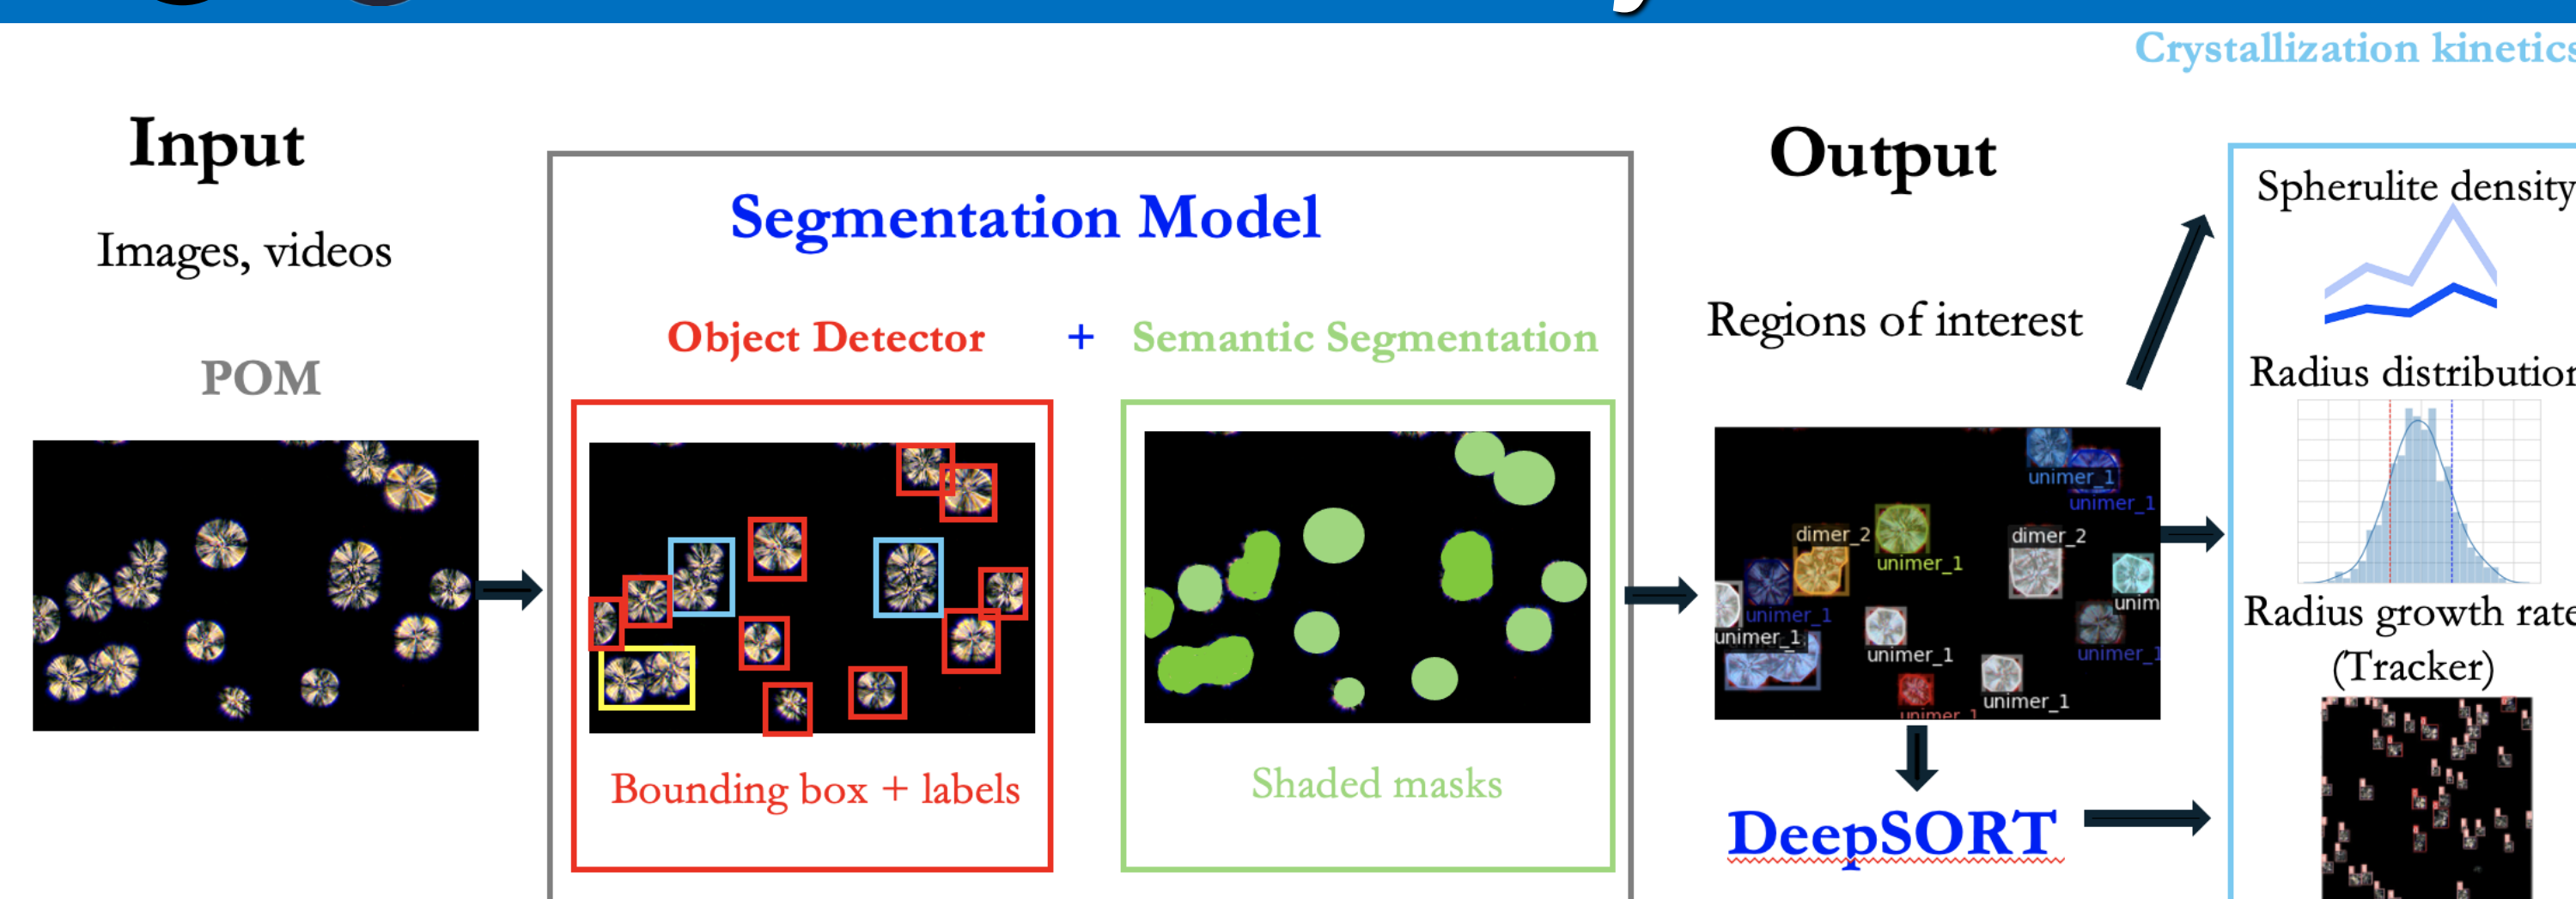 Crystallization kinetics
Input
Images, videos
POM
Segmentation Model
Object Detector + Semantic Segmentation
Bounding box + labels
Shaded masks
Output
Regions of interest
unimer_1
unimer_1
dimer_2
unimer_1
dimer_2
unim
unimer_1
unimer_1
unimer_1
unimer_1
unimer_1
unimer_1
DeepSORT
Spherulite density
Radius distribution
Radius growth rate
(Tracker)